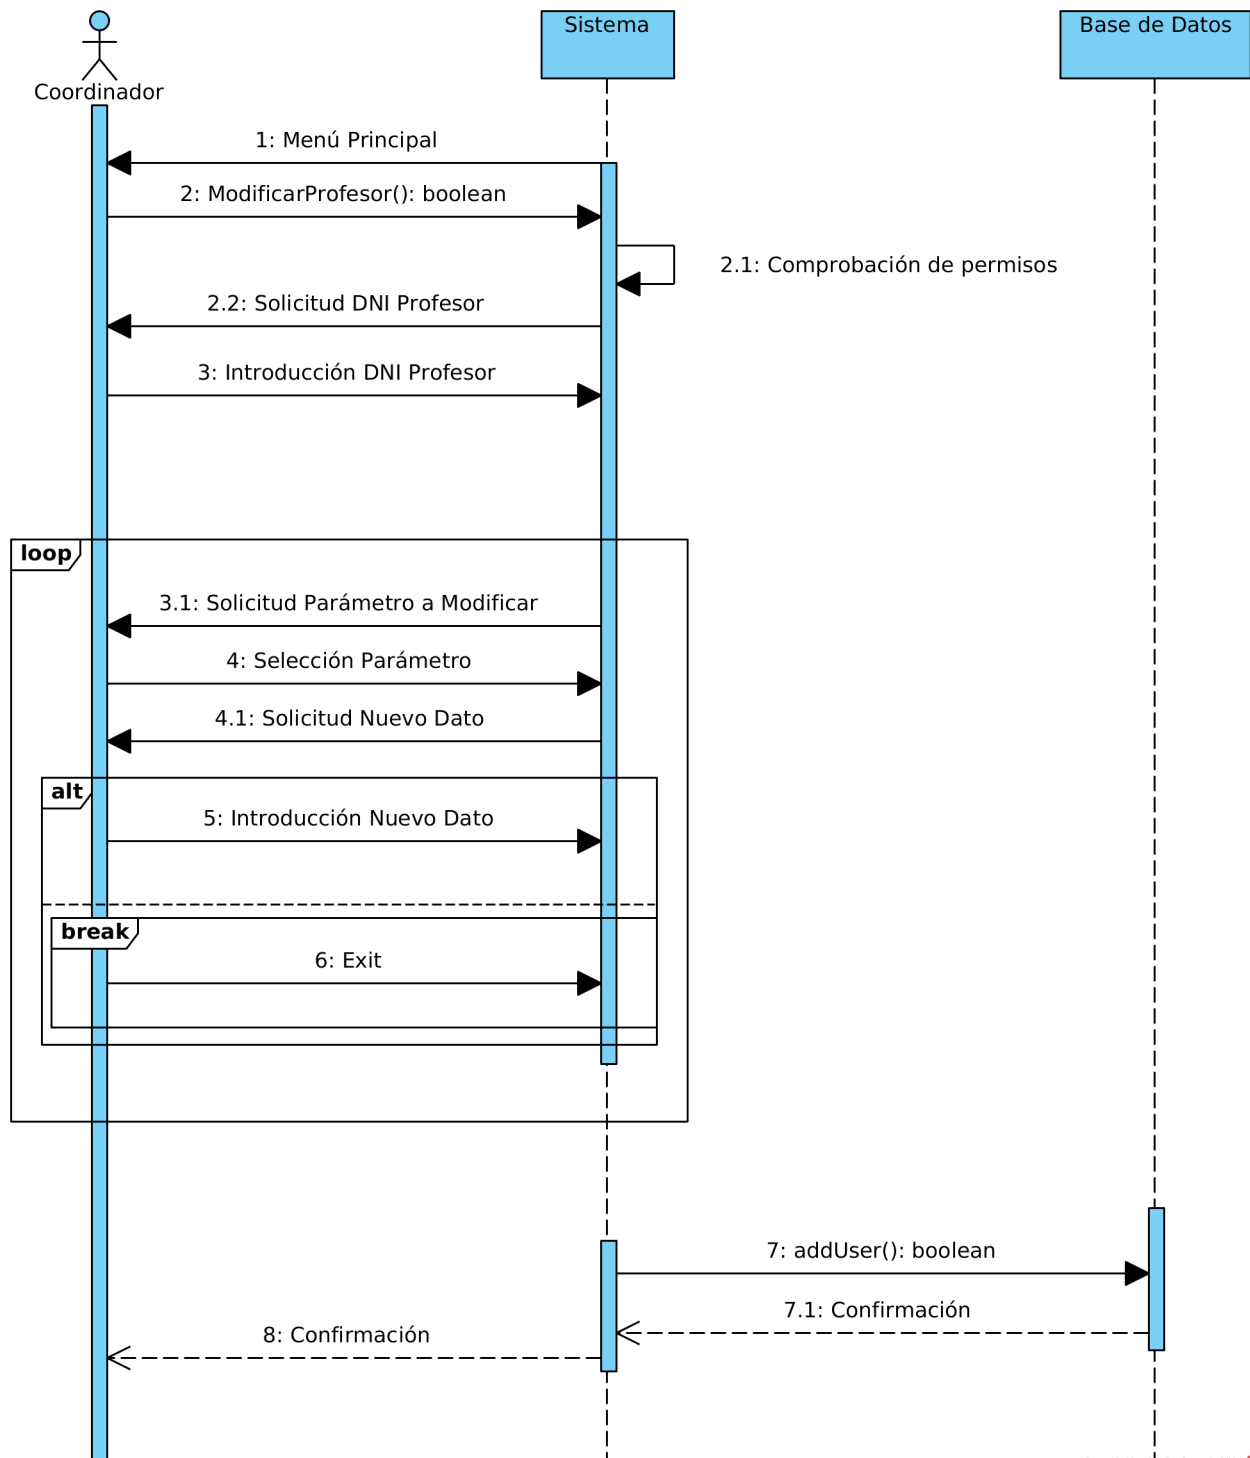 Sistema
Base de Datos
Coordinador
1: Menú Principal
2: ModificarProfesor(): boolean
2.1: Comprobación de permisos
2.2: Solicitud DNI Profesor
3: Introducción DNI Profesor
loop
3.1: Solicitud Parámetro a Modificar
4: Selección Parámetro
4.1: Solicitud Nuevo Dato
alt
5: Introducción Nuevo Dato
break
6: Exit
7: addUser(): boolean
7.1: Confirmación
8: Confirmación